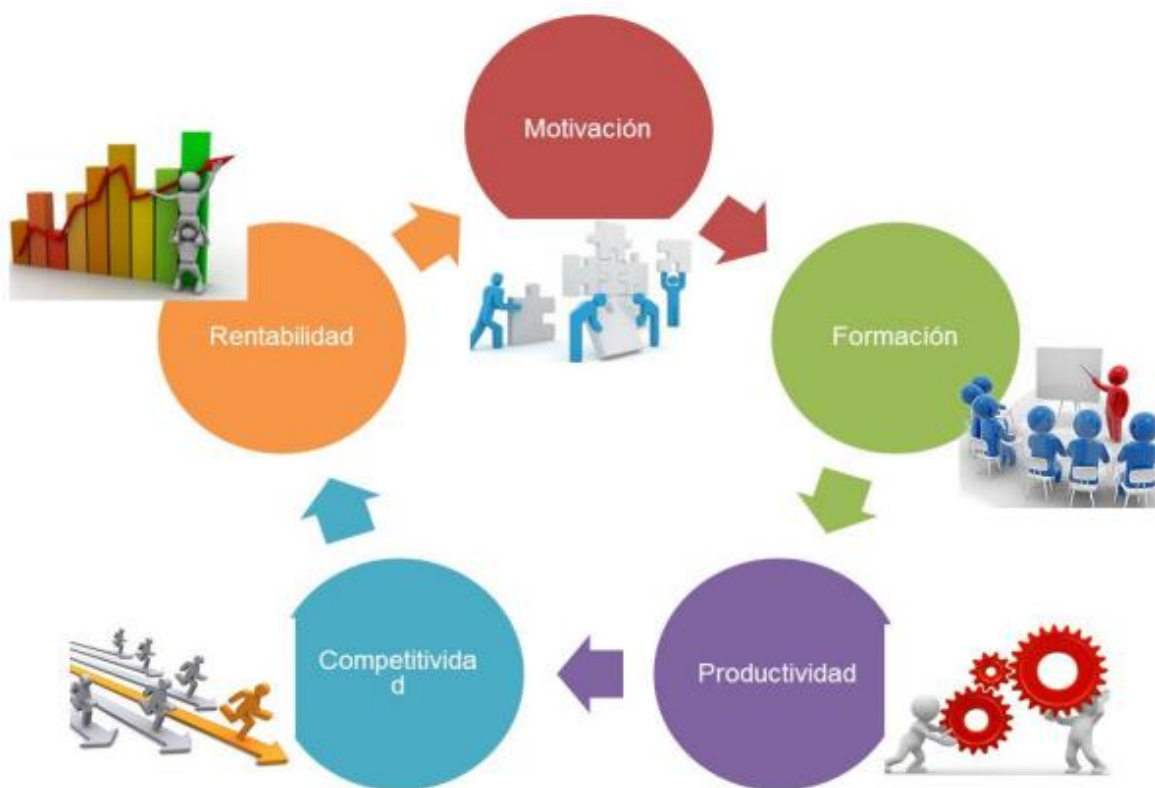 Motivación
Formación
Productividad
Competitivida
d
Rentabilidad